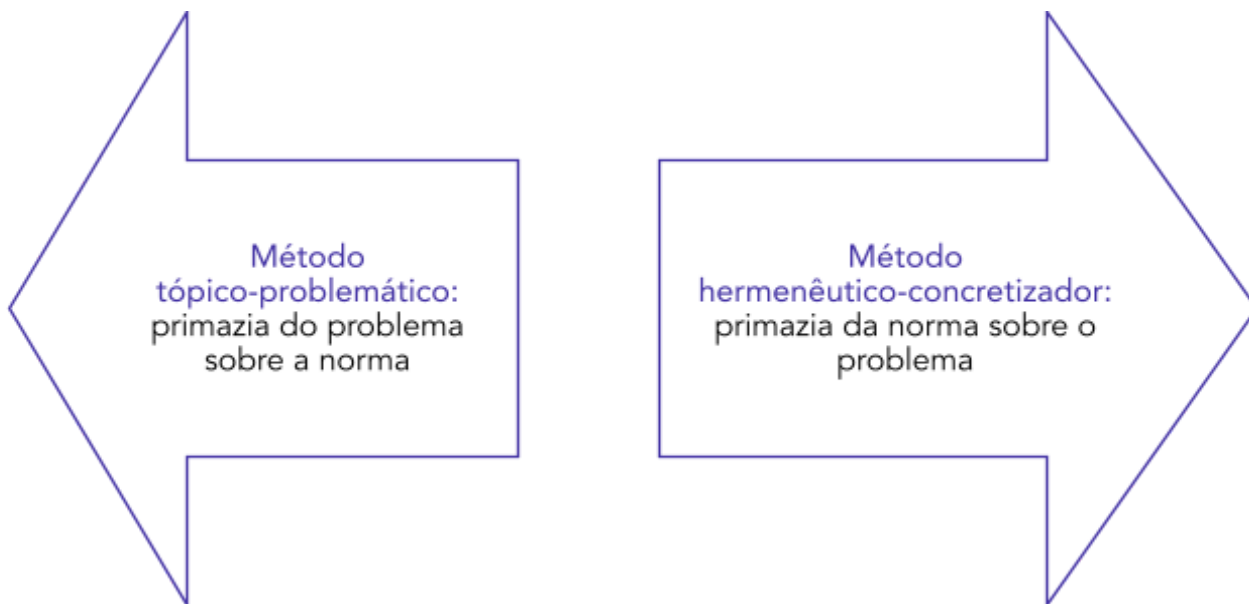 Método
tópico-problemático:
primazia do problema
sobre a norma
Método
hermenêutico-concretizador:
primazia da norma sobre o
problema